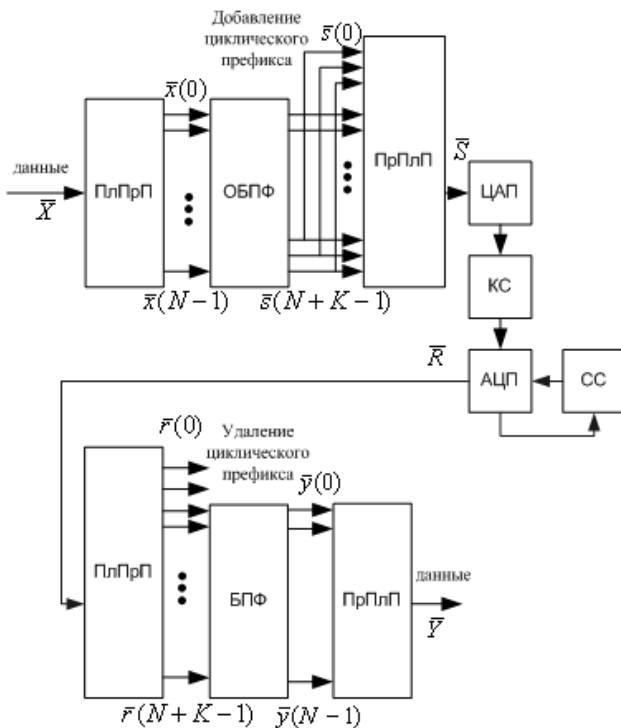 Добавление
циклического
префикса
s̅(0)
x̅(0)
данные
X̅
ПлПрП
ОБПФ
ПрПлП
S̅
ЦАП
x̅(N−1)
s̅(N+K−1)
КС
R̅
АЦП
СС
r̅(0)
Удаление
циклического
префикса
y̅(0)
ПлПрП
БПФ
ПрПлП
данные
Y̅
r̅(N+K−1)
y̅(N−1)